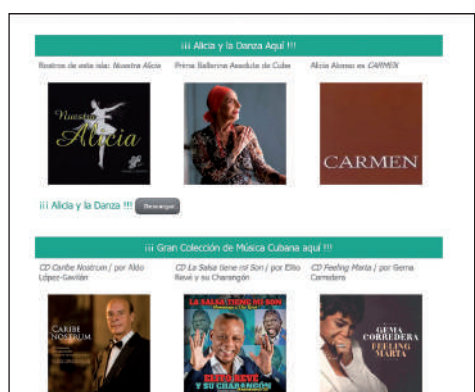 ¡¡¡ Alicia y la Danza Aquí !!!
Rostros de esta isla: Nuestra Alicia
Prima Ballerina Assoluta de Cuba
Alicia Alonso es CARMEN
Nuestra
Alicia
CARMEN
¡¡¡ Alicia y la Danza !!!
Descargar
¡¡¡ Gran Colección de Música Cubana aquí !!!
CD Caribe Nostrum / por Aldo
López-Gavilán
CD La Salsa tiene mi Son / por Elito
Revé y su Charangón
CD Feeling Marta / por Gema
Corredera
CARIBE
NOSTRUM
LA SALSA TIENE MI SON
ELITO REVÉ
Y SU CHARANGÓN
GEMA
CORREDERA
FEELING
MARTA